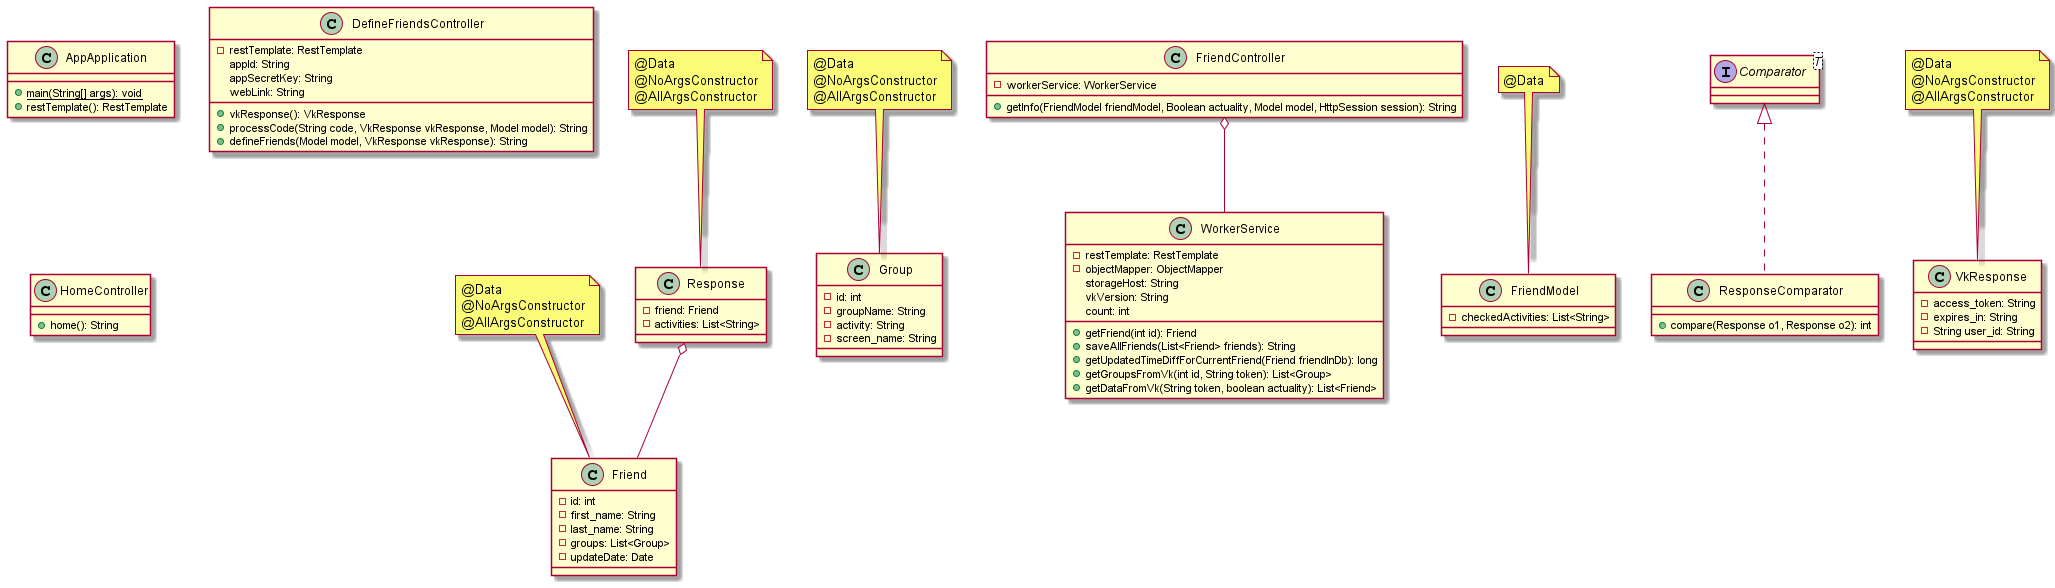 C AppApplication
main(String[] args): void
restTemplate(): RestTemplate
C DefineFriendsController
restTemplate: RestTemplate
appId: String
appSecretKey: String
webLink: String
vkResponse(): VkResponse
processCode(String code, VkResponse vkResponse, Model model): String
defineFriends(Model model, VkResponse vkResponse): String
@Data
@NoArgsConstructor
@AllArgsConstructor
@Data
@NoArgsConstructor
@AllArgsConstructor
C FriendController
workerService: WorkerService
getInfo(FriendModel friendModel, Boolean actuality, Model model, HttpSession session): String
@Data
I Comparator T
@Data
@NoArgsConstructor
@AllArgsConstructor
C HomeController
home(): String
@Data
@NoArgsConstructor
@AllArgsConstructor
C Response
friend: Friend
activities: List<String>
C Group
id: int
groupName: String
activity: String
screen_name: String
C WorkerService
restTemplate: RestTemplate
objectMapper: ObjectMapper
storageHost: String
vkVersion: String
count: int
getFriend(int id): Friend
saveAllFriends(List<Friend> friends): String
getUpdatedTimeDiffForCurrentFriend(Friend friendInDb): long
getGroupsFromVk(int id, String token): List<Group>
getDataFromVk(String token, boolean actuality): List<Friend>
C FriendModel
checkedActivities: List<String>
C ResponseComparator
compare(Response o1, Response o2): int
C VkResponse
access_token: String
expires_in: String
String user_id: String
C Friend
id: int
first_name: String
last_name: String
groups: List<Group>
updateDate: Date